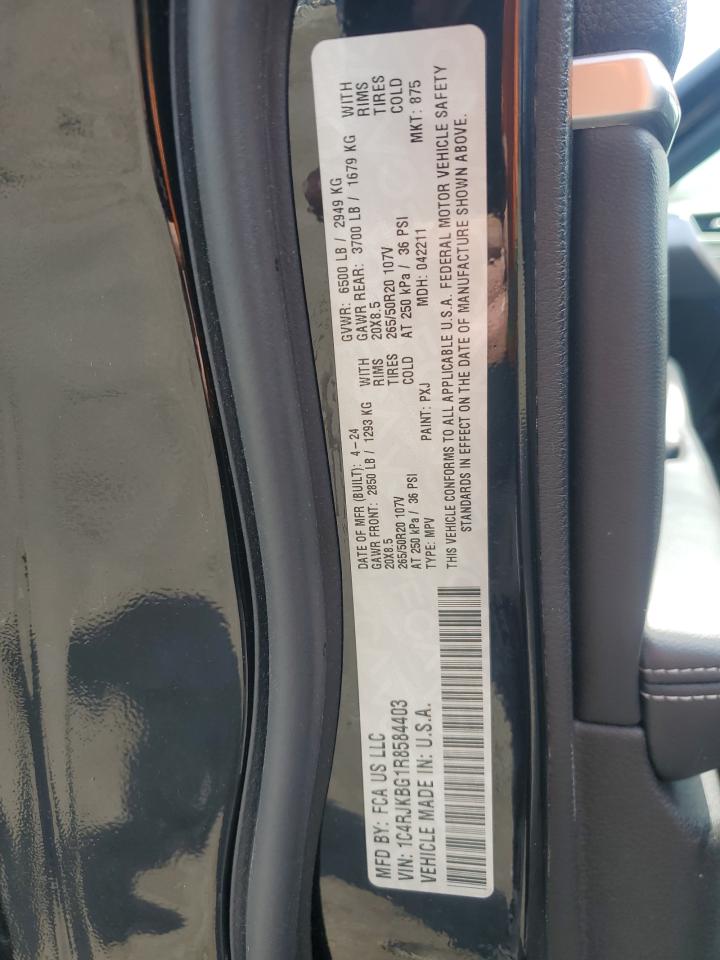 MFD BY: FCA US LLC
VIN: 1C4RJKBG1R8584403
VEHICLE MADE IN: U.S.A.
DATE OF MFR (BUILT): 4-24
GAWR FRONT: 2850 LB / 1293 KG WITH
20X8.5 RIMS
265/50R20 107V TIRES
AT 250 kPa / 36 PSI COLD
TYPE: MPV PAINT: PXJ
GVWR: 6500 LB / 2949 KG
GAWR REAR: 3700 LB / 1679 KG WITH
20X8.5 RIMS
265/50R20 107V TIRES
AT 250 kPa / 36 PSI COLD
MDH: 042211 MKT: 875
THIS VEHICLE CONFORMS TO ALL APPLICABLE U.S.A. FEDERAL MOTOR VEHICLE SAFETY
STANDARDS IN EFFECT ON THE DATE OF MANUFACTURE SHOWN ABOVE.